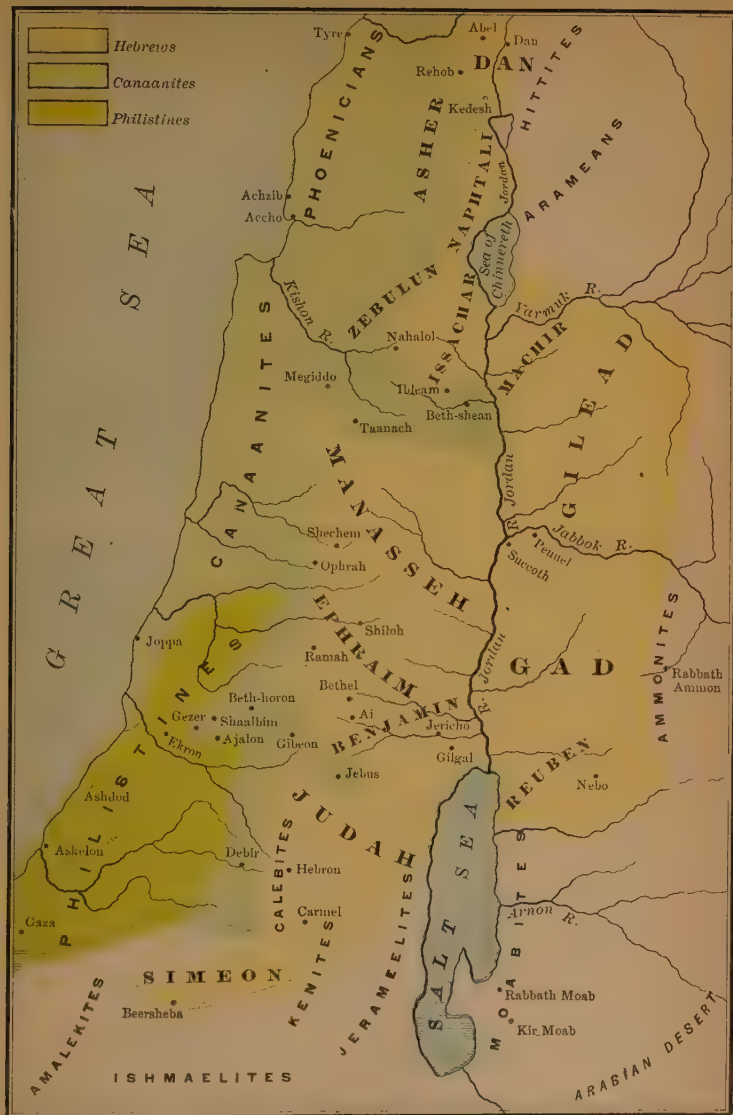 Hebrews
Canaanites
Philistines
Tyre
Abel
Dan
DAN
Rehob
HITTITES
PHOENICIANS
ASHER
Kedesh
NAPHTALI
ARAMEANS
Jordan
Achzib
Accho
Sea of
Chinnereth
GREAT SEA
Kishon R.
ZEBULUN
ISSACHAR
Yarmuk R.
MACHIR
Nahalol
Megiddo
Ibleam
Beth-shean
Taanach
CANAANITES
GILEAD
MANASSEH
R. Jordan
Jabbok R.
Shechem
Penuel
Succoth
Ophrah
EPHRAIM
Shiloh
Joppa
Ramah
GAD
AMMONITES
Rabbath
Ammon
Bethel
Beth-horon
Ai
BENJAMIN
R. Jordan
Gezer
Shaalbim
Jericho
Ekron
Ajalon
Gibeon
Gilgal
Jebus
REUBEN
Nebo
PHILISTINES
Ashdod
JUDAH
SALT SEA
Askelon
Debir
CALEBITES
Hebron
MOABITES
Arnon R.
Gaza
Carmel
JERAMEELITES
KENITES
SIMEON
Beersheba
Rabbath Moab
Kir Moab
AMALEKITES
ISHMAELITES
ARABIAN DESERT